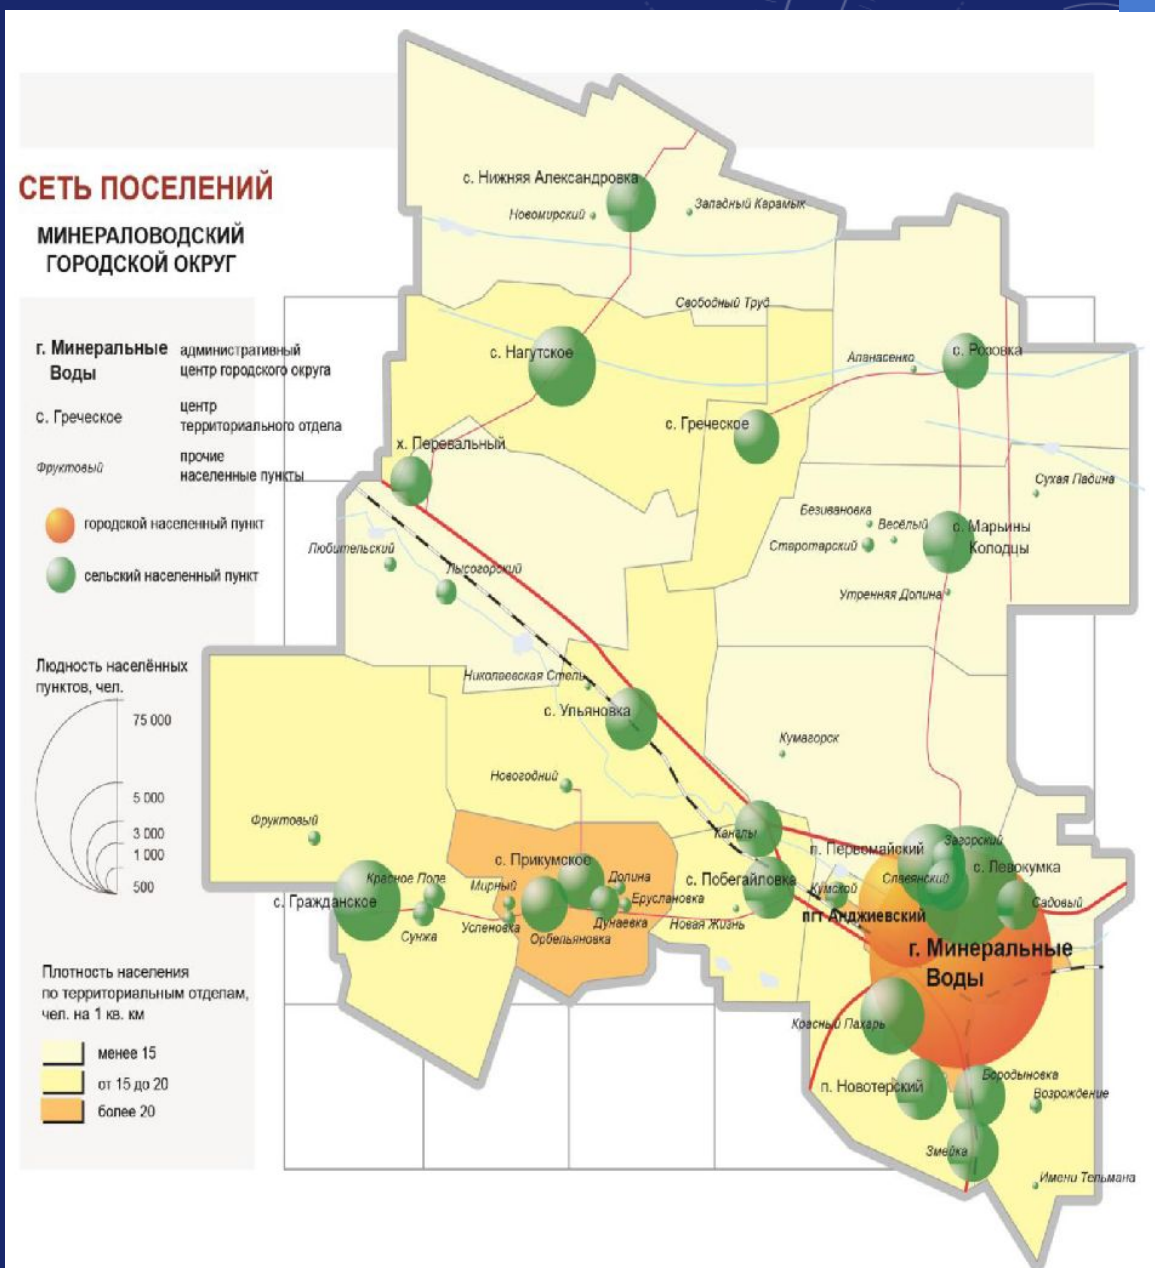 СЕТЬ ПОСЕЛЕНИЙ
МИНЕРАЛОВОДСКИЙ
ГОРОДСКОЙ ОКРУГ
г. Минеральные
Воды
административный
центр городского округа
с. Греческое
центр
территориального отдела
Фруктовый
прочие
населенные пункты
городской населенный пункт
сельский населенный пункт
Людность населённых
пунктов, чел.
75 000
5 000
3 000
1 000
500
Плотность населения
по территориальным отделам,
чел. на 1 кв. км
менее 15
от 15 до 20
более 20
с. Нижняя Александровка
Новомирский
Западный Карамык
Свободный Труд
с. Нагутское
с. Розовка
Апанасенко
с. Греческое
х. Перевальный
Сухая Падина
Безивановка
Весёлый
с. Марьины
Колодцы
Старотарский
Любительский
Лысогорский
Утренняя Долина
Николаевская Степь
с. Ульяновка
Кумагорск
Новогодний
Фруктовый
Канглы
п. Первомайский
Загорский
с. Прикумское
с. Левокумка
Красное Поле
Мирный
Долина
с. Побегайловка
Кумской
Славянский
с. Гражданское
Еруслановка
Садовый
пгт Анджиевский
Успеновка
Дунаевка
Новая Жизнь
Сунжа
Орбельяновка
г. Минеральные
Воды
Красный Пахарь
п. Новотерский
Бородыновка
Возрождение
Змейка
Имени Тельмана